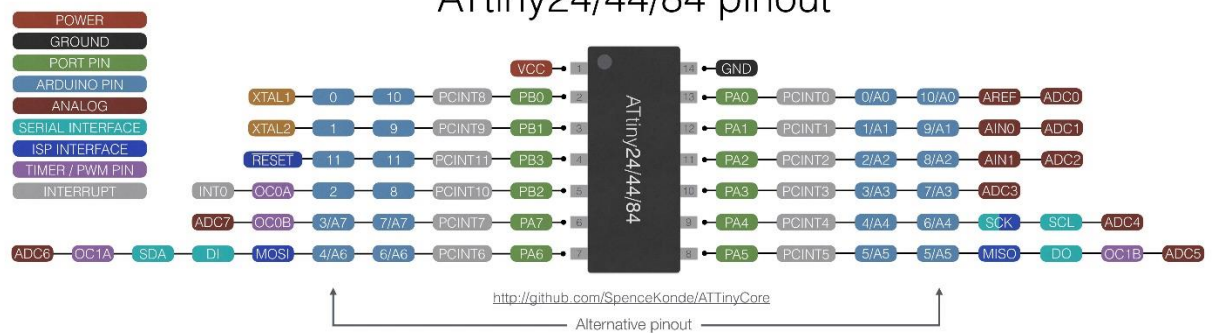 ATtiny24/44/84 pinout
POWER
GROUND
PORT PIN
ARDUINO PIN
ANALOG
SERIAL INTERFACE
ISP INTERFACE
TIMER / PWM PIN
INTERRUPT
VCC 1
XTAL1 0 10 PCINT8 PB0 2
XTAL2 1 9 PCINT9 PB1 3
RESET 11 11 PCINT11 PB3 4
INT0 OC0A 2 8 PCINT10 PB2 5
ADC7 OC0B 3/A7 7/A7 PCINT7 PA7 6
ADC6 OC1A SDA DI MOSI 4/A6 6/A6 PCINT6 PA6 7
ATtiny24/44/84
14 GND
13 PA0 PCINT0 0/A0 10/A0 AREF ADC0
12 PA1 PCINT1 1/A1 9/A1 AIN0 ADC1
11 PA2 PCINT2 2/A2 8/A2 AIN1 ADC2
10 PA3 PCINT3 3/A3 7/A3 ADC3
9 PA4 PCINT4 4/A4 6/A4 SCK SCL ADC4
8 PA5 PCINT5 5/A5 5/A5 MISO DO OC1B ADC5
http://github.com/SpenceKonde/ATTinyCore
Alternative pinout